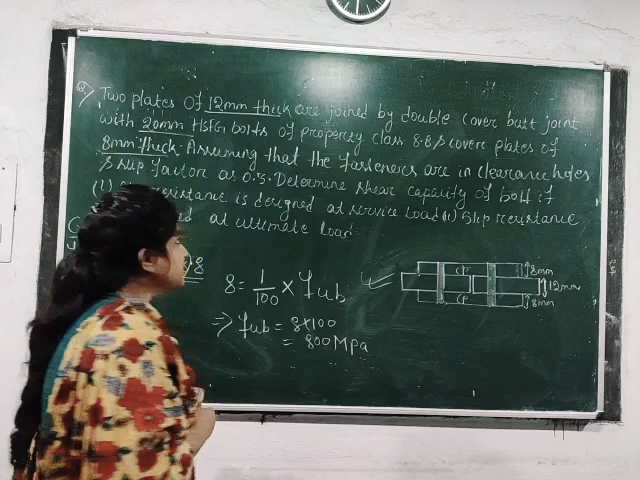 Q) Two plates of 12mm thick are joined by double cover butt joint
with 20mm HSFG bolts of property class 8.8 & cover plates of
8mm thick. Assuming that the fasteners are in clearance holes
& slip factor as 0.5. Determine shear capacity of bolt if
(i) resistance is designed at service load (ii) Slip resistance
at ultimate load
8
8 = 1/100 × fub
⇒ fub = 8×100
= 800MPa
8mm
12mm
8mm